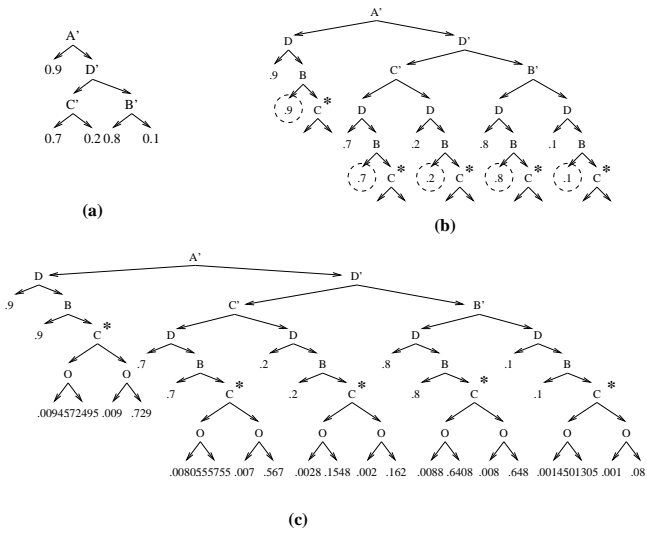 A'
0.9 D'
C' B'
0.7 0.2 0.8 0.1
(a)
A'
D D'
.9 B C' B'
.9 C * D D D D
.7 B .2 B .8 B .1 B
.7 C * .2 C * .8 C * .1 C *
(b)
A'
D D'
.9 B C' B'
.9 C * D D D D
O O .7 B .2 B .8 B .1 B
.0094572495 .009 .729 .7 C * .2 C * .8 C * .1 C *
O O O O O O O O
.0080555755 .007 .567 .0028 .1548 .002 .162 .0088 .6408 .008 .648 .0014501305 .001 .08
(c)